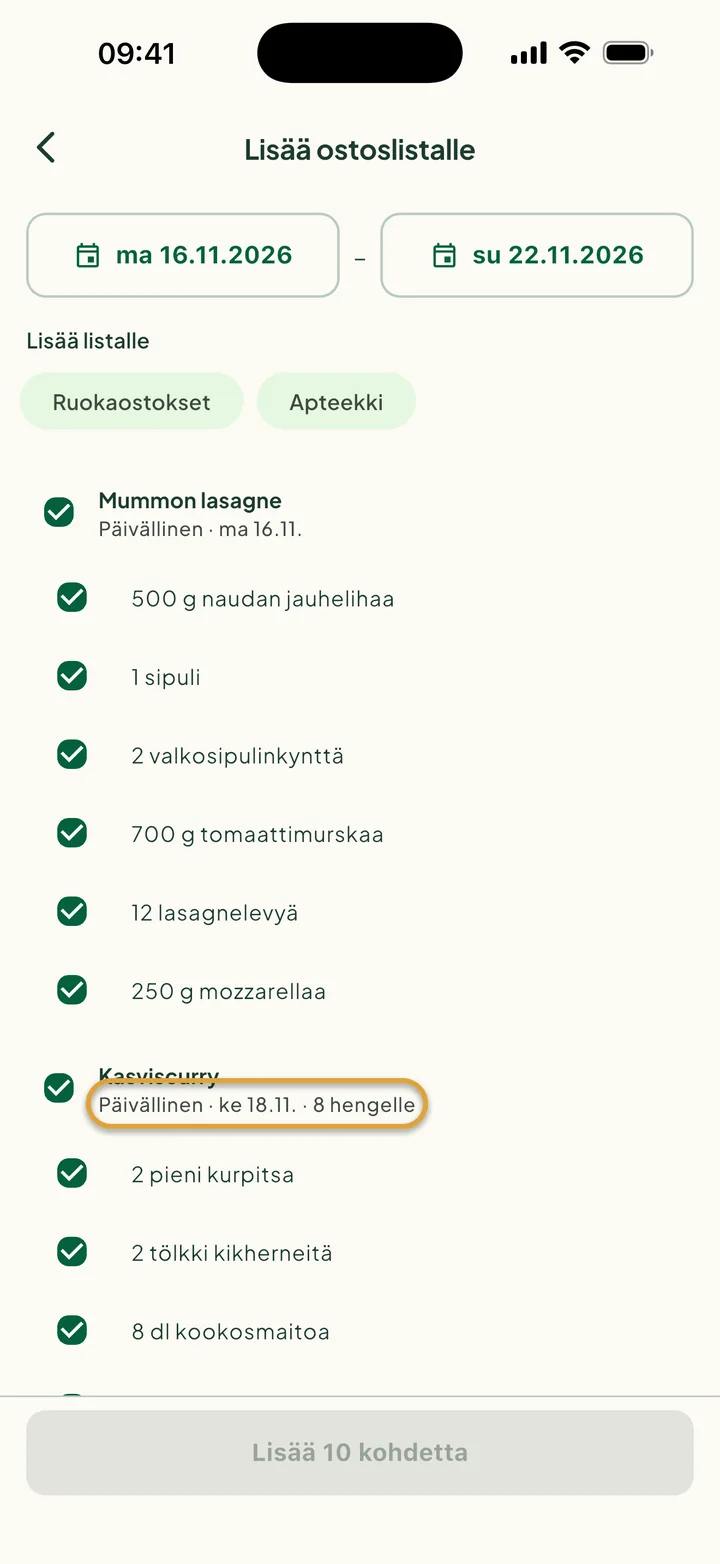 09:41
Lisää ostoslistalle
ma 16.11.2026 – su 22.11.2026
Lisää listalle
Ruokaostokset Apteekki
Mummon lasagne
Päivällinen · ma 16.11.
500 g naudan jauhelihaa
1 sipuli
2 valkosipulinkynttä
700 g tomaattimurskaa
12 lasagnelevyä
250 g mozzarellaa
Kasviscurry
Päivällinen · ke 18.11. · 8 hengelle
2 pieni kurpitsa
2 tölkki kikherneitä
8 dl kookosmaitoa
Lisää 10 kohdetta